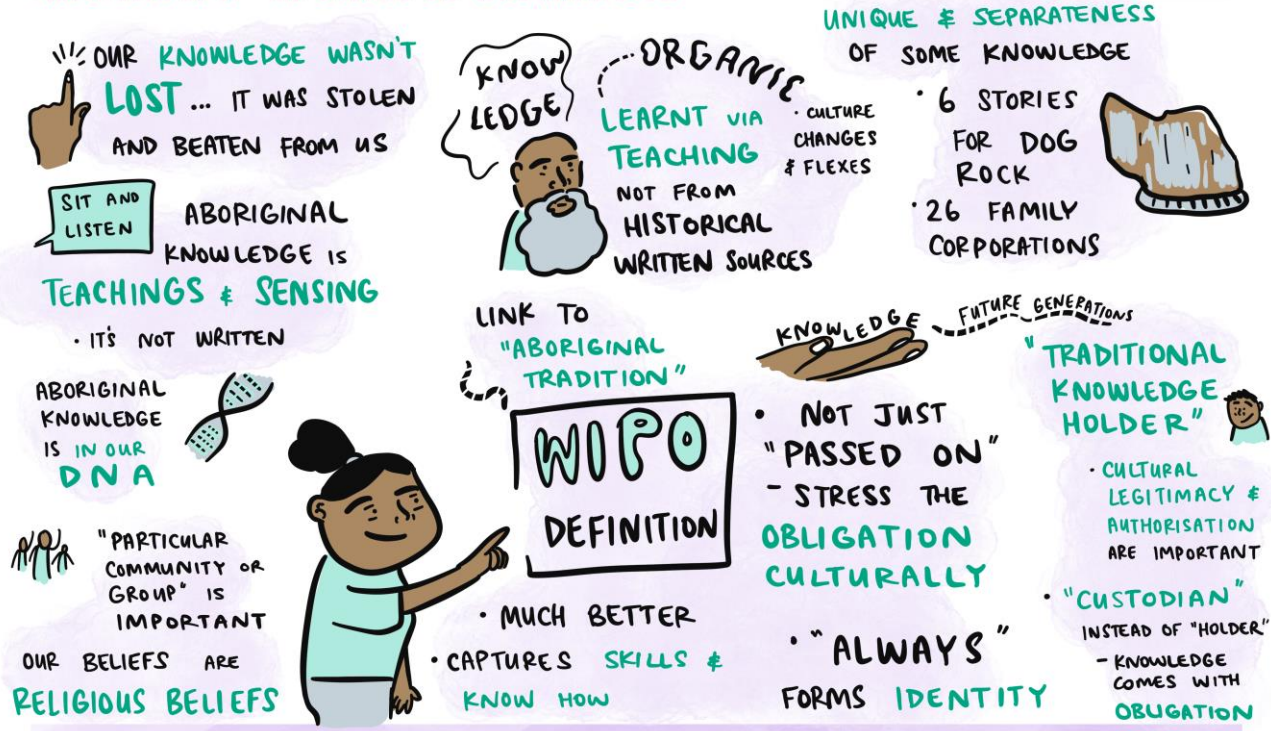 OUR KNOWLEDGE WASN'T
LOST... IT WAS STOLEN
AND BEATEN FROM US
SIT AND
LISTEN
ABORIGINAL
KNOWLEDGE IS
TEACHINGS & SENSING
• IT'S NOT WRITTEN
ABORIGINAL
KNOWLEDGE
IS IN OUR
DNA
"PARTICULAR
COMMUNITY OR
GROUP" IS
IMPORTANT
OUR BELIEFS ARE
RELIGIOUS BELIEFS
KNOW
LEDGE
ORGANIC
• CULTURE
CHANGES
& FLEXES
LEARNT VIA
TEACHING
NOT FROM
HISTORICAL
WRITTEN SOURCES
UNIQUE & SEPARATENESS
OF SOME KNOWLEDGE
• 6 STORIES
FOR DOG
ROCK
• 26 FAMILY
CORPORATIONS
LINK TO
"ABORIGINAL
TRADITION"
WIPO
DEFINITION
• MUCH BETTER
• CAPTURES SKILLS &
KNOW HOW
KNOWLEDGE
FUTURE GENERATIONS
• NOT JUST
"PASSED ON"
- STRESS THE
OBLIGATION
CULTURALLY
• "ALWAYS"
FORMS IDENTITY
"TRADITIONAL
KNOWLEDGE
HOLDER"
• CULTURAL
LEGITIMACY &
AUTHORISATION
ARE IMPORTANT
• "CUSTODIAN"
INSTEAD OF "HOLDER"
- KNOWLEDGE
COMES WITH
OBLIGATION